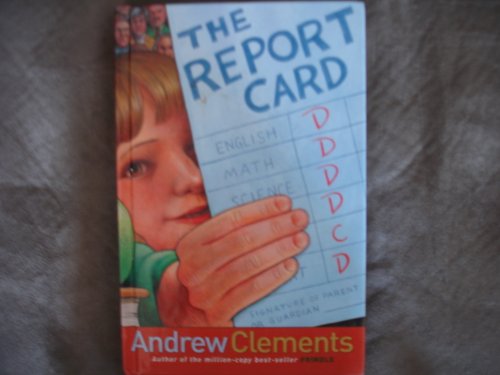 THE
REPORT
CARD
ENGLISH D
MATH D
SCIENCE D
D
C
T D
SIGNATURE OF PARENT
OR GUARDIAN
Andrew Clements
Author of the million-copy best-seller FRINDLE